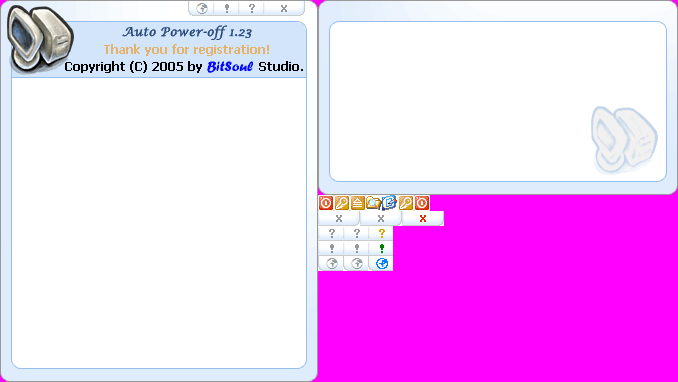 ! ? x
Auto Power-off 1.23
Thank you for registration!
Copyright (C) 2005 by BitSoul Studio.
x x x
? ? ?
! ! !